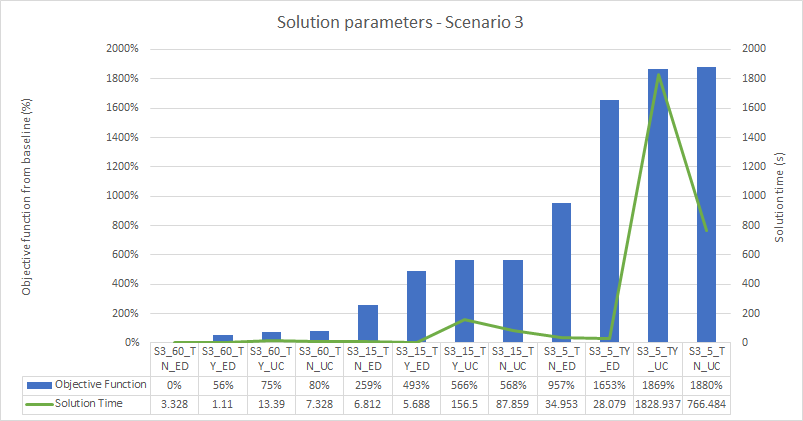 Solution parameters - Scenario 3
Objective function from baseline (%)
2000% 2000
1800% 1800
1600% 1600
1400% 1400
1200% 1200
1000% 1000
800% 800
600% 600
400% 400
200% 200
0% 0
Solution time (s)
S3_60_T S3_60_T S3_60_T S3_60_T S3_15_T S3_15_T S3_15_T S3_15_T S3_5_T S3_5_TY S3_5_TY S3_5_T
N_ED Y_ED Y_UC N_UC N_ED Y_ED Y_UC N_UC N_ED _ED _UC N_UC
Objective Function 0% 56% 75% 80% 259% 493% 566% 568% 957% 1653% 1869% 1880%
Solution Time 3.328 1.11 13.39 7.328 6.812 5.688 156.5 87.859 34.953 28.079 1828.937 766.484